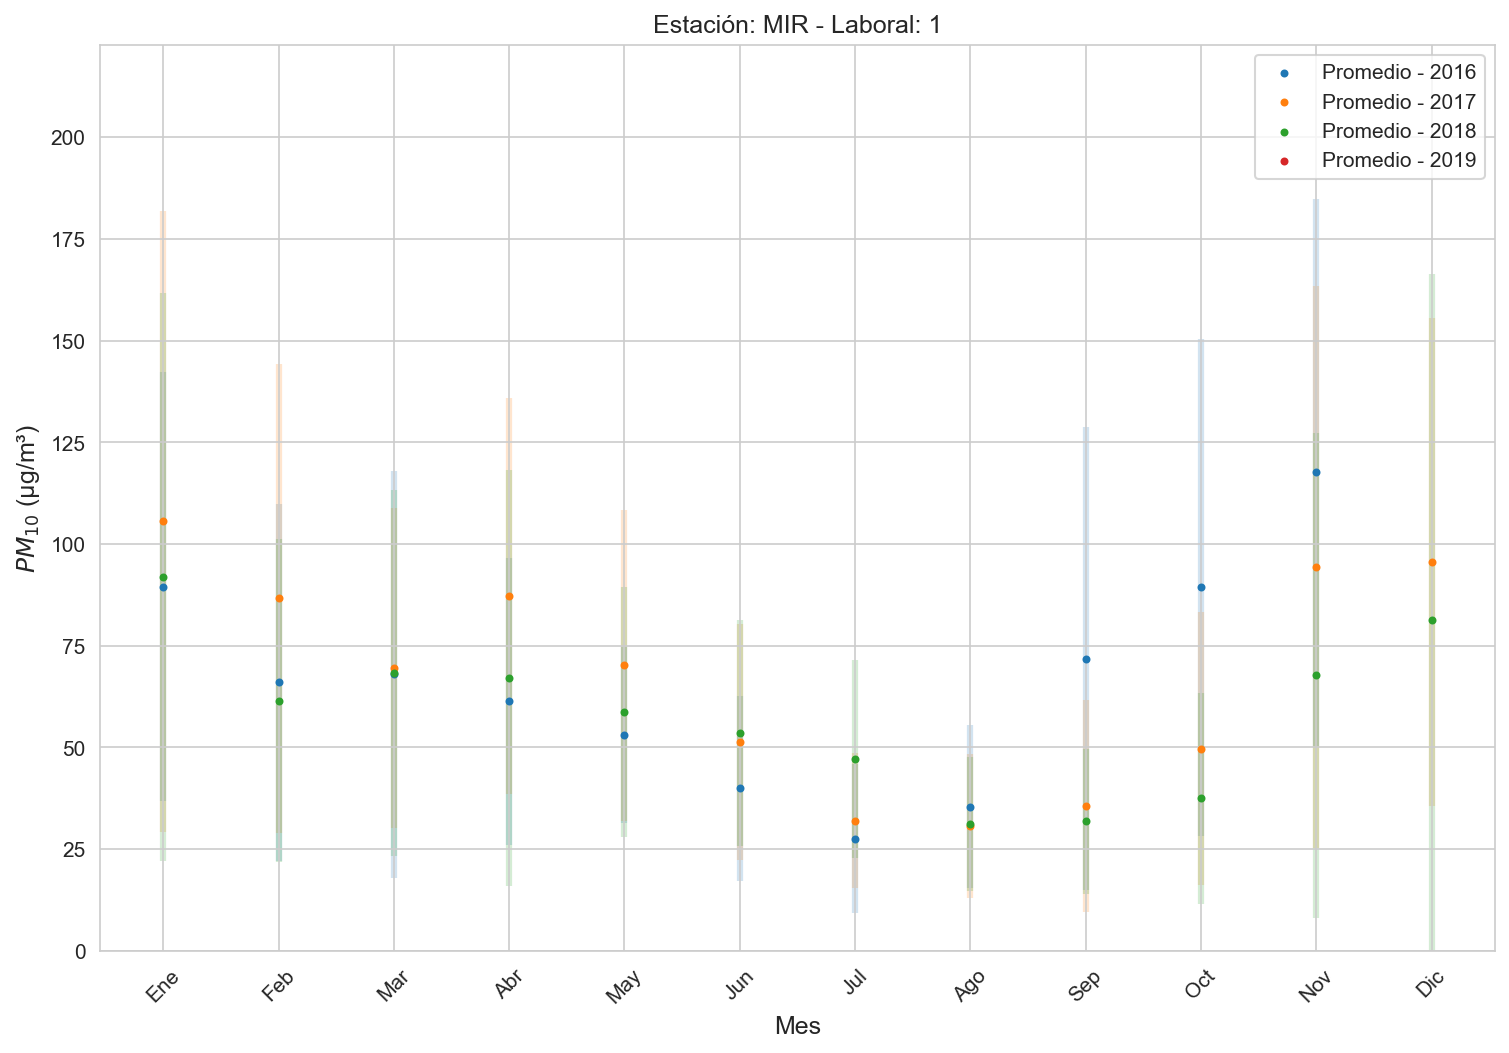 Estación: MIR - Laboral: 1
Promedio - 2016
Promedio - 2017
Promedio - 2018
Promedio - 2019
200
175
150
125
100
75
50
25
0
PM₁₀ (µg/m³)
Ene
Feb
Mar
Abr
May
Jun
Jul
Ago
Sep
Oct
Nov
Dic
Mes